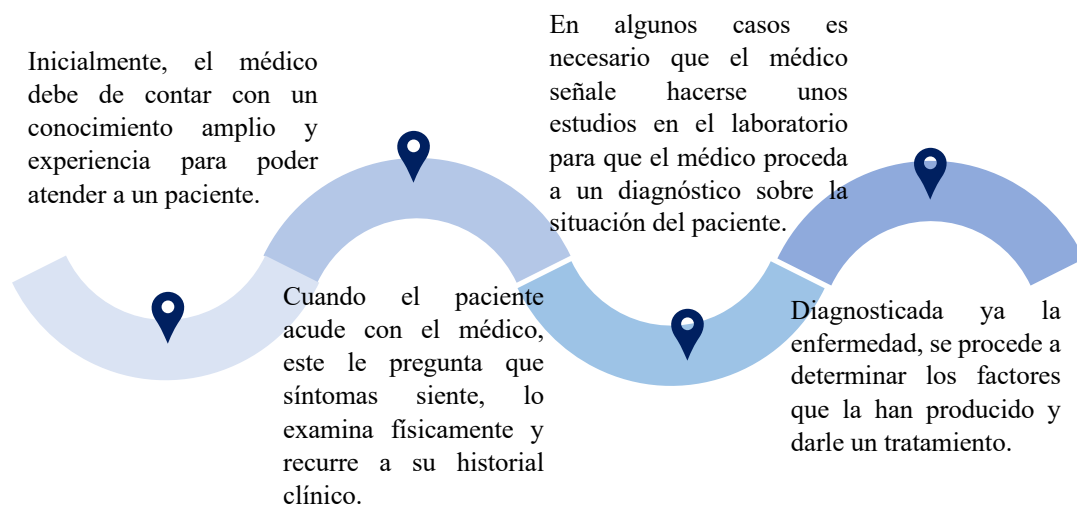 Inicialmente, el médico
debe de contar con un
conocimiento amplio y
experiencia para poder
atender a un paciente.
Cuando el paciente
acude con el médico,
este le pregunta que
síntomas siente, lo
examina físicamente y
recurre a su historial
clínico.
En algunos casos es
necesario que el médico
señale hacerse unos
estudios en el laboratorio
para que el médico proceda
a un diagnóstico sobre la
situación del paciente.
Diagnosticada ya la
enfermedad, se procede a
determinar los factores
que la han producido y
darle un tratamiento.